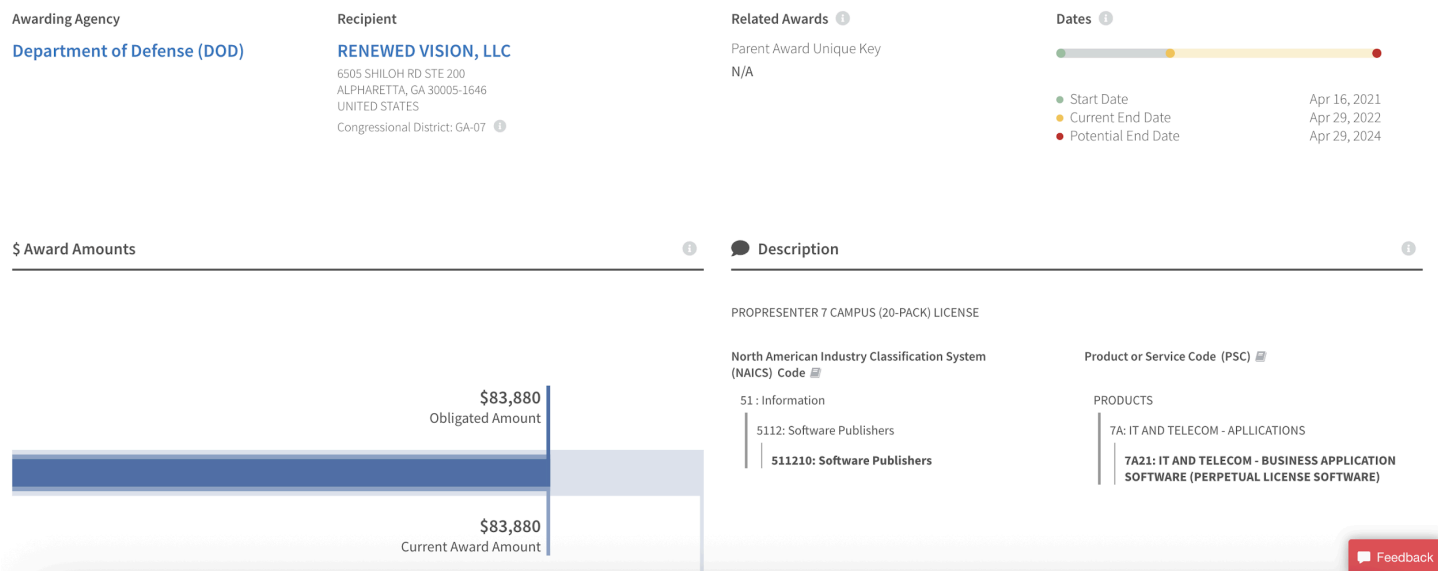 Awarding Agency
Department of Defense (DOD)
Recipient
RENEWED VISION, LLC
6505 SHILOH RD STE 200
ALPHARETTA, GA 30005-1646
UNITED STATES
Congressional District: GA-07
Related Awards
Parent Award Unique Key
N/A
Dates
Start Date Apr 16, 2021
Current End Date Apr 29, 2022
Potential End Date Apr 29, 2024
$ Award Amounts
$83,880
Obligated Amount
$83,880
Current Award Amount
Description
PROPRESENTER 7 CAMPUS (20-PACK) LICENSE
North American Industry Classification System
(NAICS) Code
51 : Information
5112: Software Publishers
511210: Software Publishers
Product or Service Code (PSC)
PRODUCTS
7A: IT AND TELECOM - APLLICATIONS
7A21: IT AND TELECOM - BUSINESS APPLICATION
SOFTWARE (PERPETUAL LICENSE SOFTWARE)
Feedback